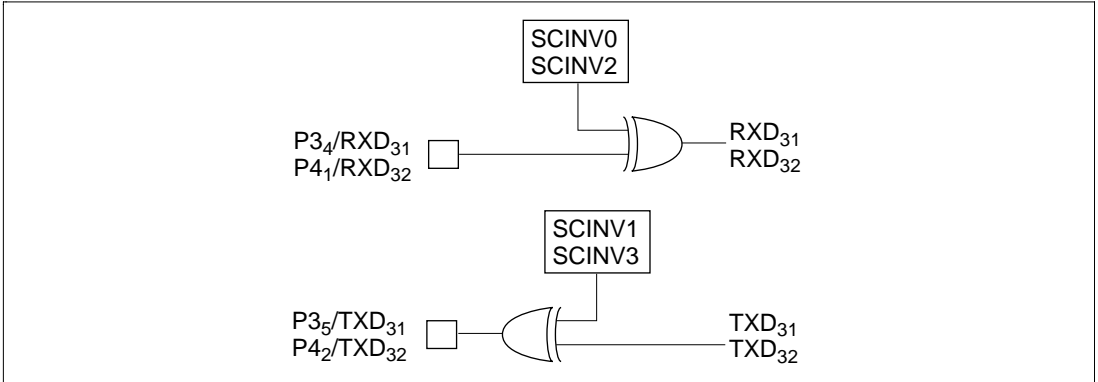 SCINV0
SCINV2
P3₄/RXD₃₁
P4₁/RXD₃₂
RXD₃₁
RXD₃₂
SCINV1
SCINV3
P3₅/TXD₃₁
P4₂/TXD₃₂
TXD₃₁
TXD₃₂